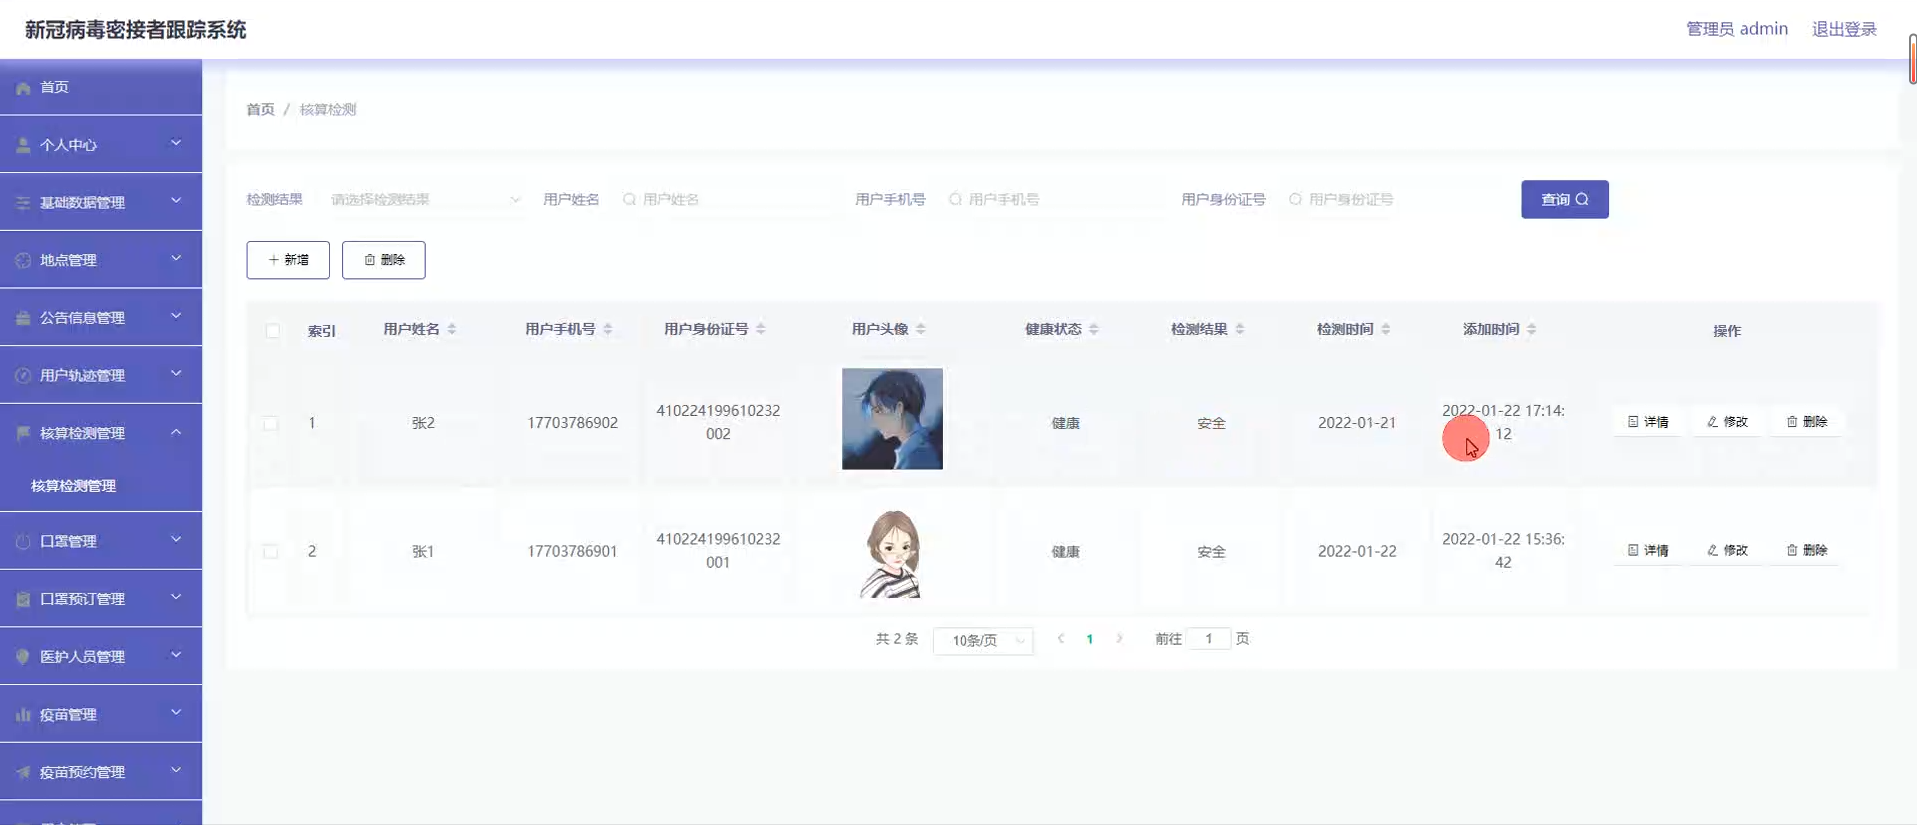 新冠病毒密接者跟踪系统
管理员 admin
退出登录
首页
个人中心
基础数据管理
地点管理
公告信息管理
用户轨迹管理
核算检测管理
核算检测管理
口罩管理
口罩预订管理
医护人员管理
疫苗管理
疫苗预约管理
首页 / 核算检测
检测结果 请选择检测结果 用户姓名 用户姓名 用户手机号 用户手机号 用户身份证号 用户身份证号 查询
新增 删除
索引 用户姓名 用户手机号 用户身份证号 用户头像 健康状态 检测结果 检测时间 添加时间 操作
1 张2 17703786902 410224199610232002 健康 安全 2022-01-21 2022-01-22 17:14:12 详情 修改 删除
2 张1 17703786901 410224199610232001 健康 安全 2022-01-22 2022-01-22 15:36:42 详情 修改 删除
共 2 条 10条/页 1 前往 1 页